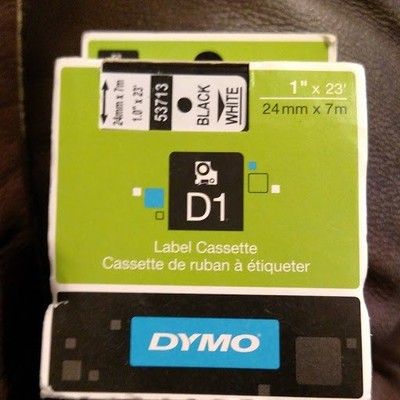 24mm x 7m
1.0" x 23'
53713
BLACK
WHITE
1" x 23'
24mm x 7m
D1
Label Cassette
Cassette de ruban à étiqueter
DYMO